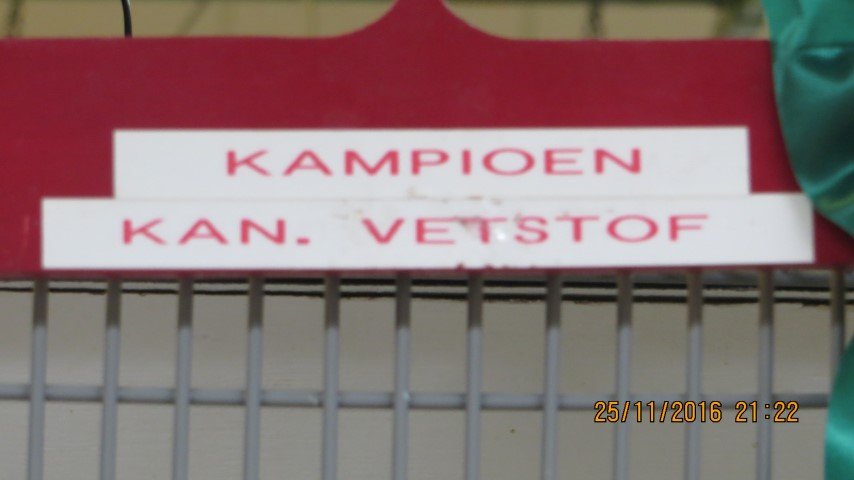 KAMPIOEN
KAN. VETSTOF
25/11/2016 21:22